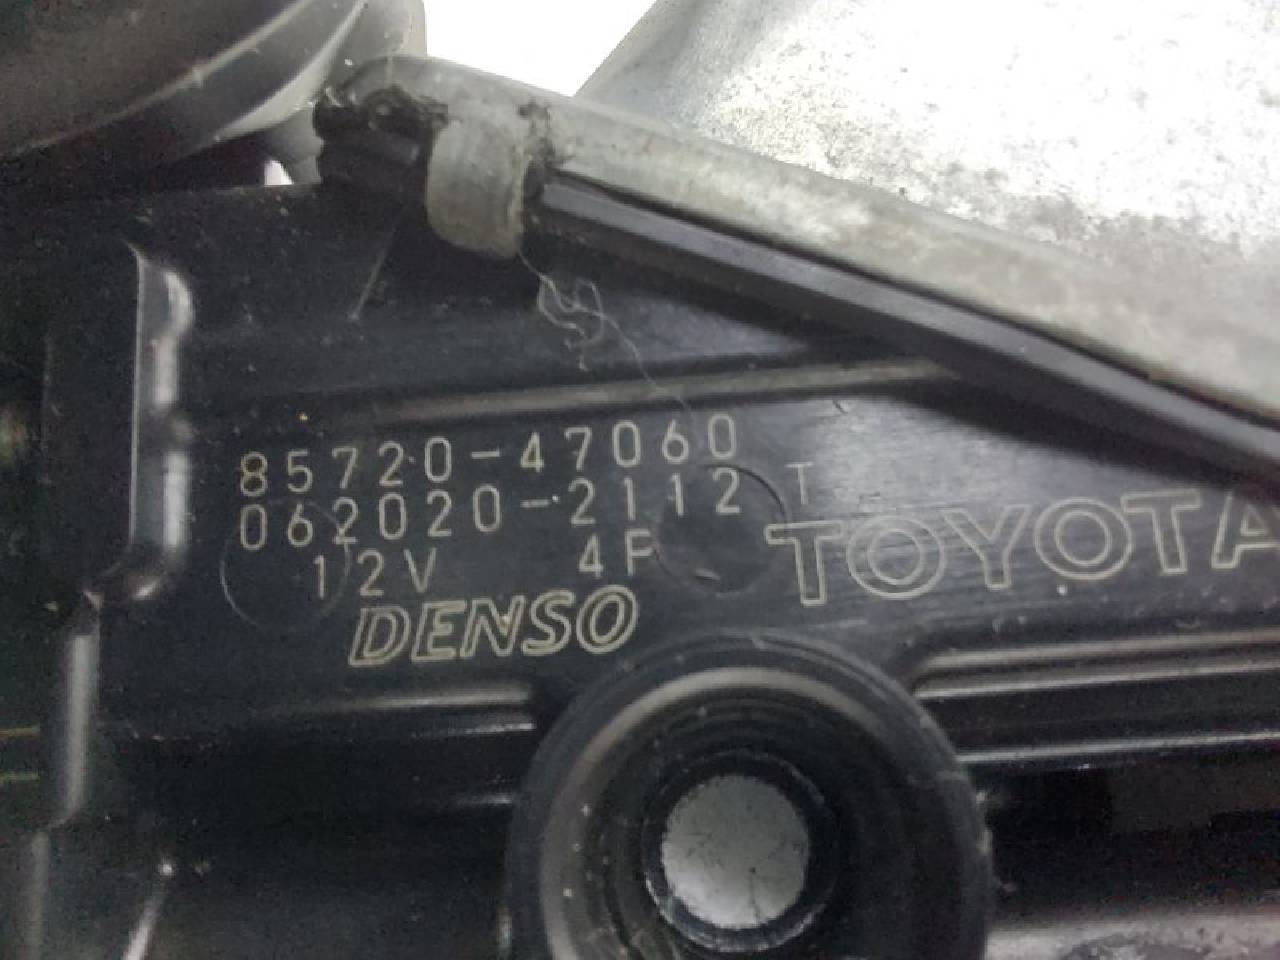 85720-47060
062020-2112 T
12V 4P
DENSO
TOYOTA